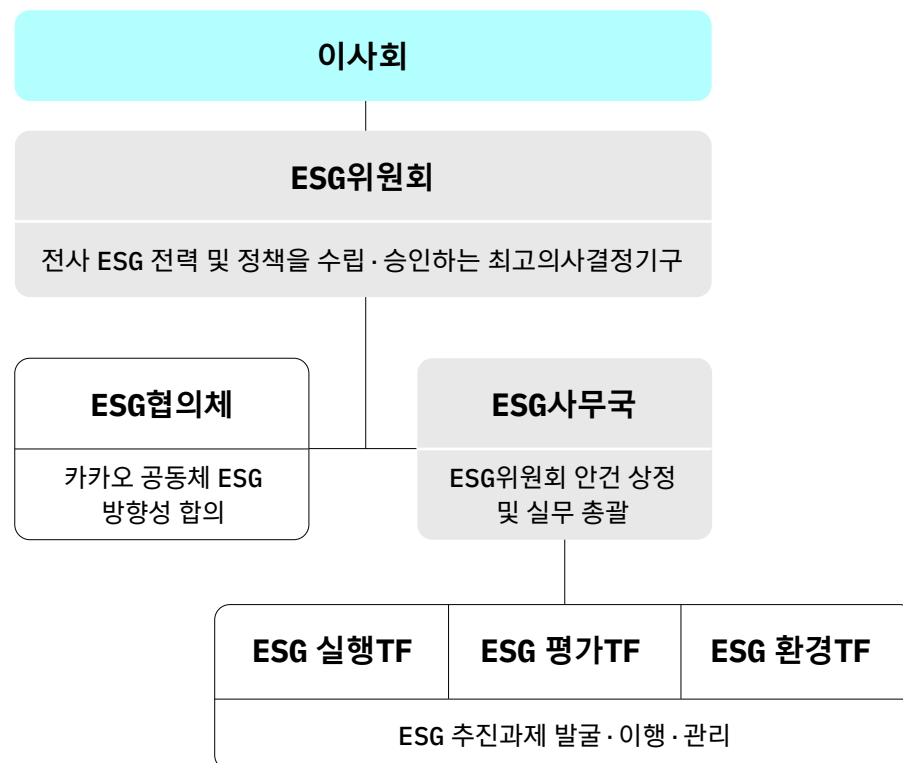 이사회
ESG위원회
전사 ESG 전력 및 정책을 수립·승인하는 최고의사결정기구
ESG협의체
카카오 공동체 ESG
방향성 합의
ESG사무국
ESG위원회 안건 상정
및 실무 총괄
ESG 실행TF
ESG 평가TF
ESG 환경TF
ESG 추진과제 발굴·이행·관리